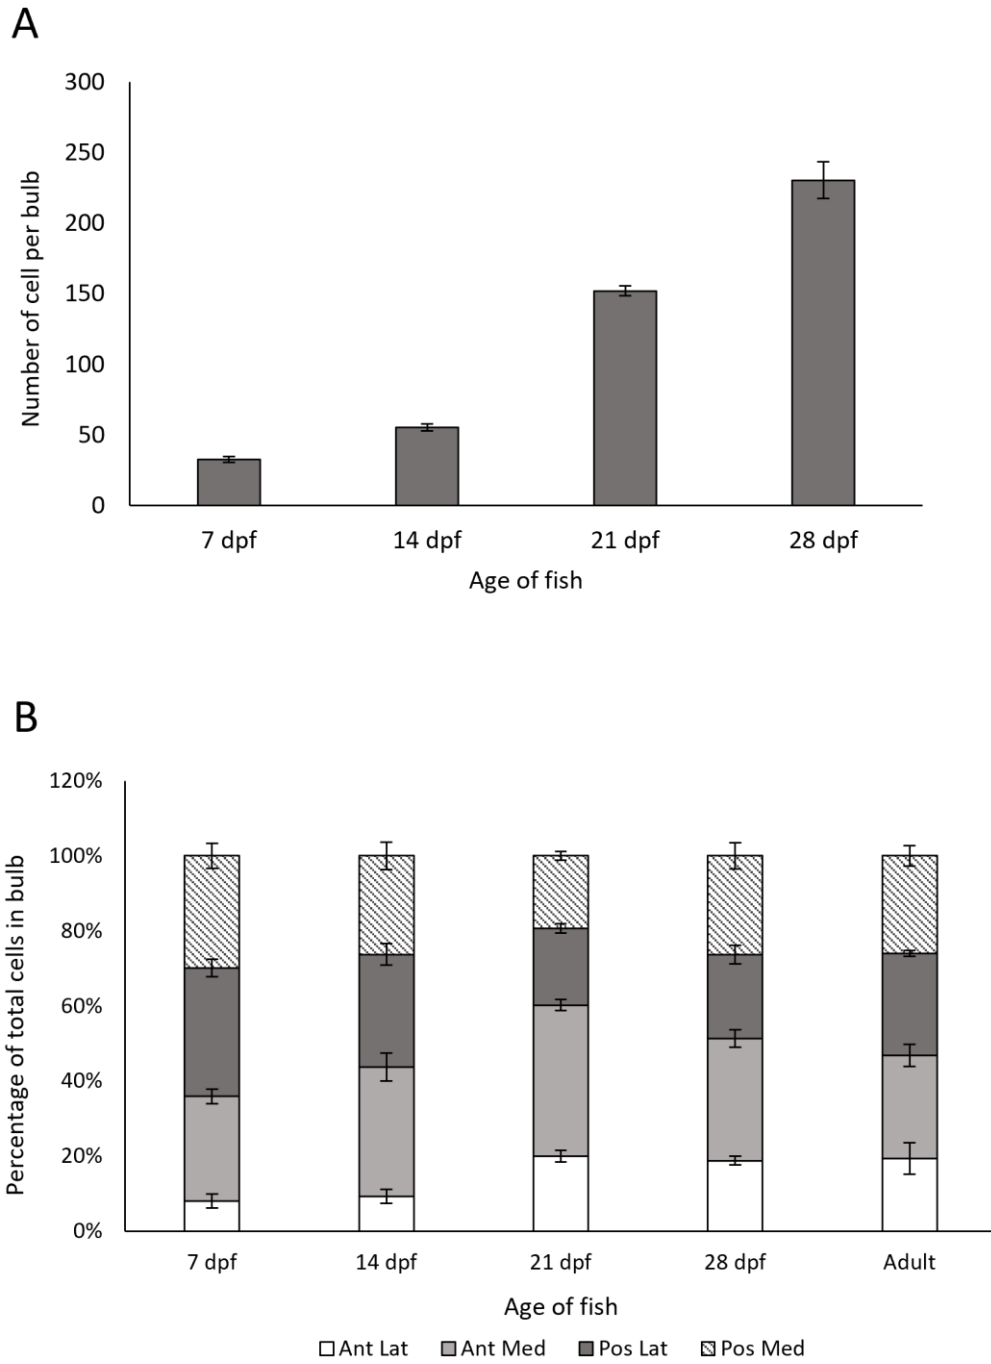 A
300
250
200
150
100
50
0
Number of cell per bulb
7 dpf 14 dpf 21 dpf 28 dpf
Age of fish
B
120%
100%
80%
60%
40%
20%
0%
Percentage of total cells in bulb
7 dpf 14 dpf 21 dpf 28 dpf Adult
Age of fish
Ant Lat Ant Med Pos Lat Pos Med